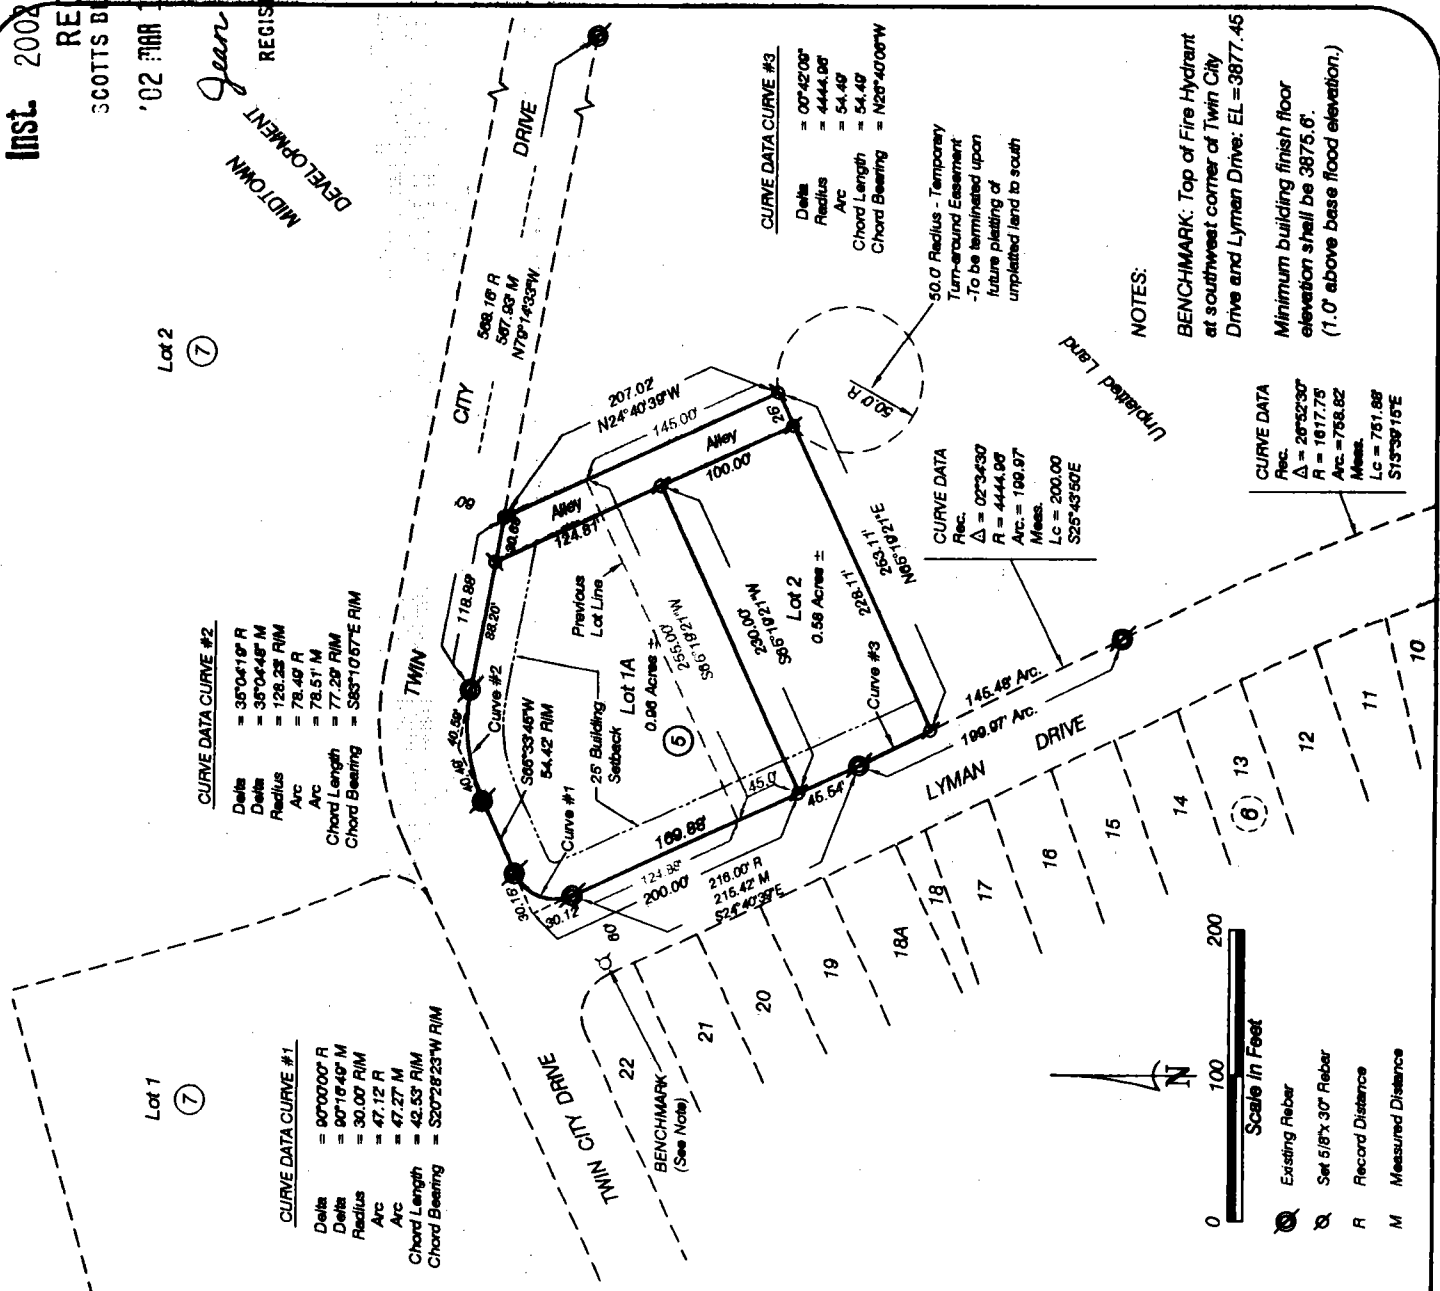 Inst. 2002
RE
SCOTTS B
'02 MAR
Jean
REGIS
MIDTOWN
DEVELOPMENT
Lot 2
7
Lot 1
7
CURVE DATA CURVE #1
Delta = 90°00'00" R
Delta = 90°16'49" M
Radius = 30.00' R/M
Arc = 47.12' R
Arc = 47.27' M
Chord Length = 42.53' R/M
Chord Bearing = S20°28'23"W R/M
CURVE DATA CURVE #2
Delta = 35°04'19" R
Delta = 35°04'48" M
Radius = 128.23' R/M
Arc = 78.49' R
Arc = 78.51' M
Chord Length = 77.29' R/M
Chord Bearing = S83°10'57"E R/M
CURVE DATA CURVE #3
Delta = 00°42'09"
Radius = 4444.96'
Arc = 54.49'
Chord Length = 54.49'
Chord Bearing = N26°40'06"W
TWIN
CITY
DRIVE
568.16' R
567.93' M
N79°14'33"W
60'
207.02'
N24°40'39"W
145.00'
Alley
100.00'
26'
Alley
124.81'
30.68'
118.88'
88.20'
Curve #2
40.59'
40.49'
S66°33'45"W
54.42' R/M
Curve #1
25' Building
Setback
Previous
Lot Line
Lot 1A
0.96 Acres ±
5
255.00'
S65°19'21"W
230.00'
S65°19'21"W
Lot 2
0.58 Acres ±
228.11'
263.11'
N65°19'21"E
Curve #3
45.0'
169.88'
124.88'
200.00'
216.00' R
215.42' M
S24°40'39"E
45.54'
30.16'
30.12'
60'
145.48' Arc.
199.97' Arc.
LYMAN
DRIVE
50.0' R
50.0' Radius - Temporary
Turn-around Easement
-To be terminated upon
future platting of
unplatted land to south
Unplatted Land
CURVE DATA
Rec.
Δ = 02°34'30"
R = 4444.96'
Arc. = 199.97'
Meas.
Lc = 200.00
S25°43'50"E
CURVE DATA
Rec.
Δ = 26°52'30"
R = 1617.75'
Arc. = 758.82'
Meas.
Lc = 751.88'
S13°39'15"E
NOTES:
BENCHMARK: Top of Fire Hydrant
at southwest corner of Twin City
Drive and Lyman Drive: EL = 3877.45
Minimum building finish floor
elevation shall be 3875.6'.
(1.0' above base flood elevation.)
TWIN CITY DRIVE
BENCHMARK
(See Note)
22
21
20
19
18A
18
17
16
15
14
13
6
12
11
10
N
0 100 200
Scale in Feet
Existing Rebar
Set 5/8" x 30" Rebar
R Record Distance
M Measured Distance